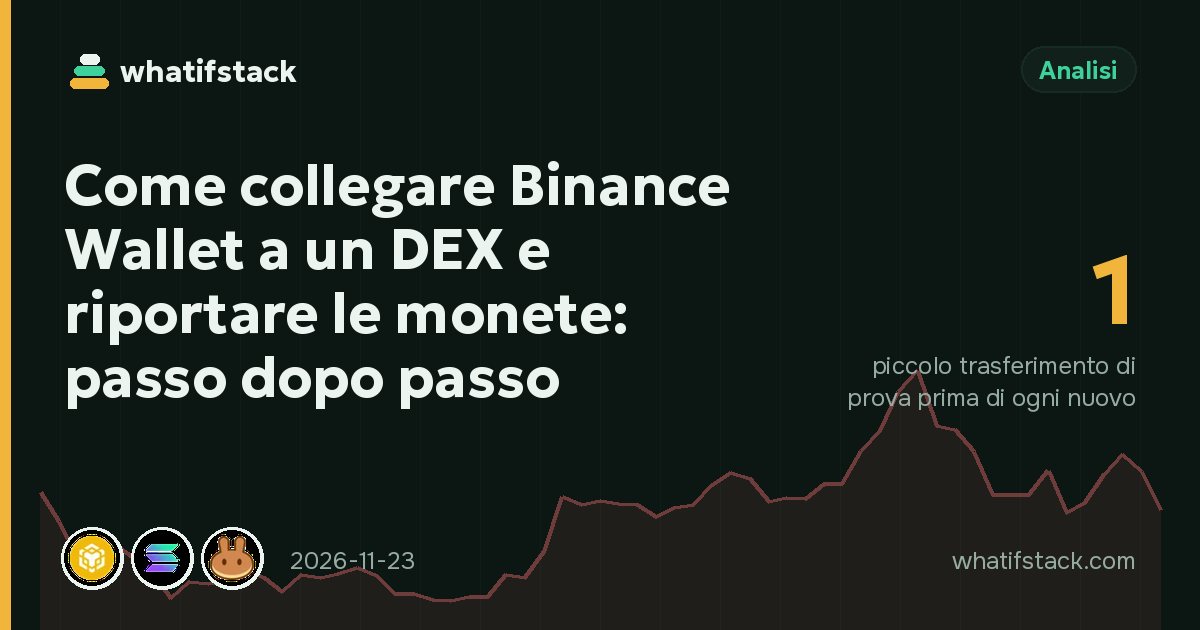 whatifstack
Analisi
Come collegare Binance
Wallet a un DEX e
riportare le monete:
passo dopo passo
1
piccolo trasferimento di
prova prima di ogni nuovo
2026-11-23
whatifstack.com